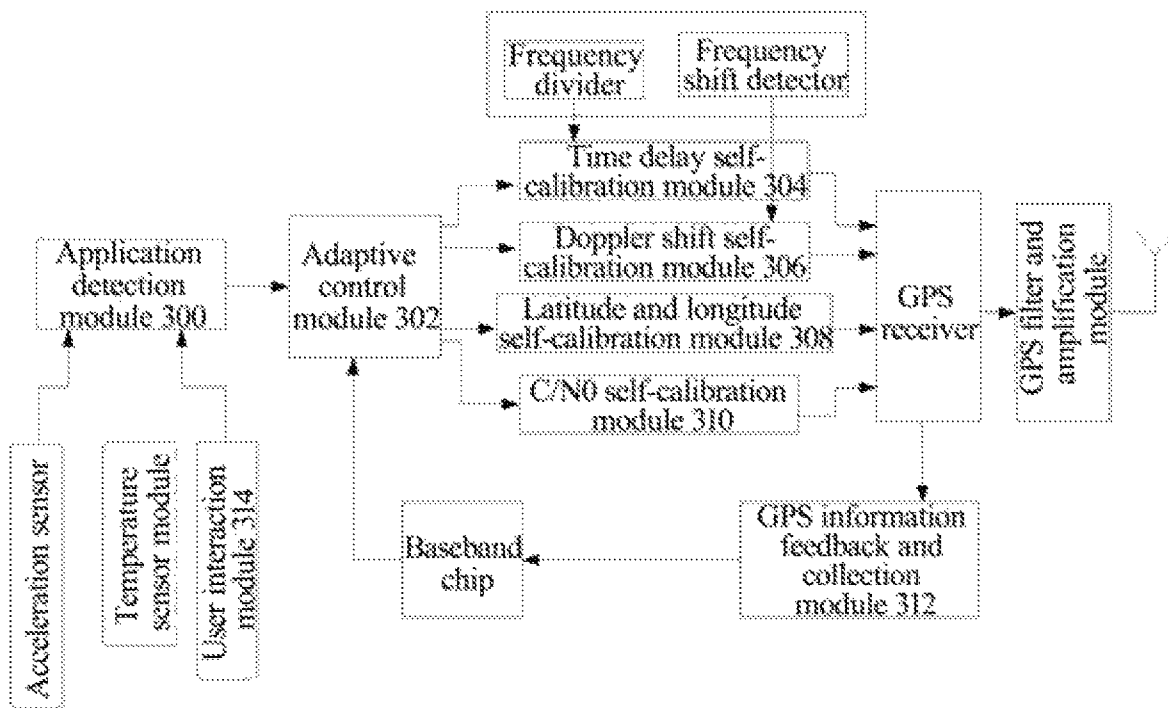 Frequency
divider
Frequency
shift detector
Time delay self-
calibration module 304
Doppler shift self-
calibration module 306
Latitude and longitude
self-calibration module 308
C/N0 self-calibration
module 310
Application
detection
module 300
Adaptive
control
module 302
GPS
receiver
GPS filter and
amplification
module
Acceleration sensor
Temperature
sensor module
User interaction
module 314
Baseband
chip
GPS information
feedback and
collection
module 312